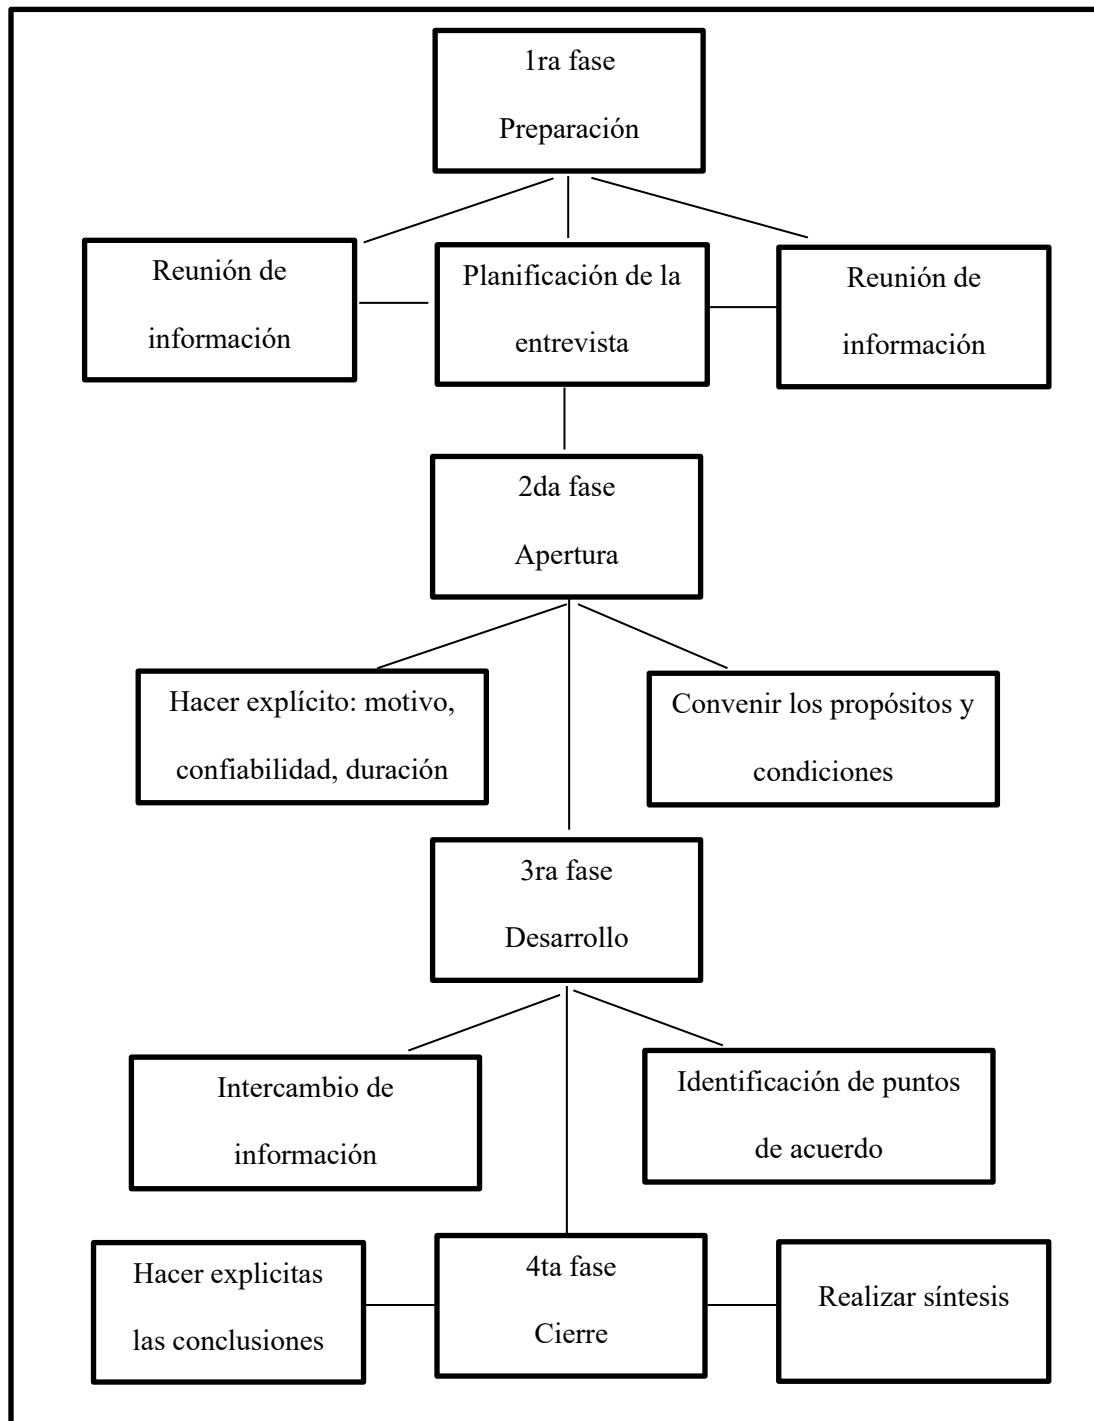 1ra fase
Preparación
Reunión de
información
Planificación de la
entrevista
Reunión de
información
2da fase
Apertura
Hacer explícito: motivo,
confiabilidad, duración
Convenir los propósitos y
condiciones
3ra fase
Desarrollo
Intercambio de
información
Identificación de puntos
de acuerdo
Hacer explicitas
las conclusiones
4ta fase
Cierre
Realizar síntesis